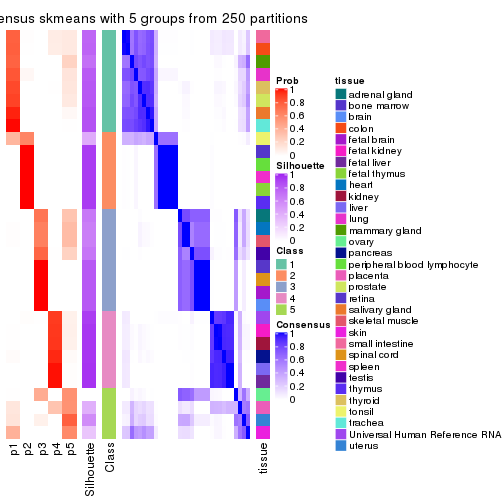 ensus skmeans with 5 groups from 250 partitions
p1
p2
p3
p4
p5
Silhouette
Class
tissue
Prob
1
0.8
0.6
0.4
0.2
0
Silhouette
1
0.8
0.6
0.4
0.2
0
Class
1
2
3
4
5
Consensus
1
0.8
0.6
0.4
0.2
0
tissue
adrenal gland
bone marrow
brain
colon
fetal brain
fetal kidney
fetal liver
fetal thymus
heart
kidney
liver
lung
mammary gland
ovary
pancreas
peripheral blood lymphocyte
placenta
prostate
retina
salivary gland
skeletal muscle
skin
small intestine
spinal cord
spleen
testis
thymus
thyroid
tonsil
trachea
Universal Human Reference RNA
uterus